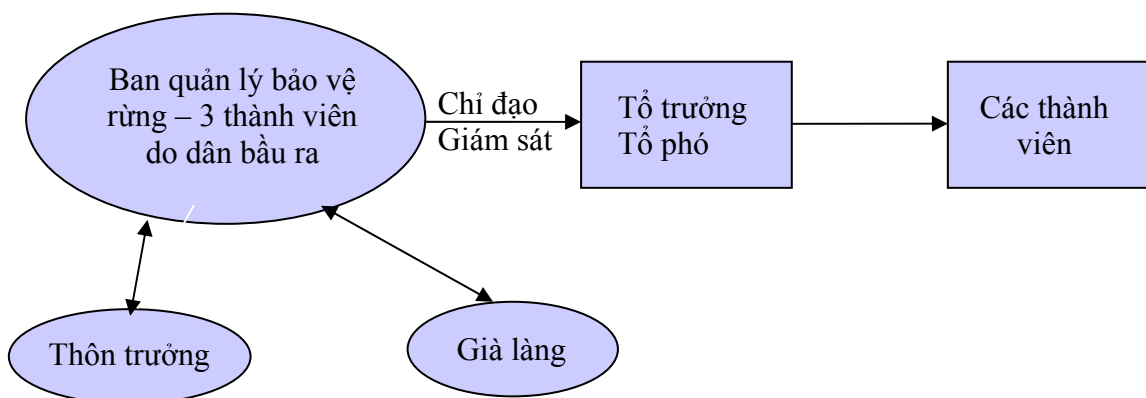 Ban quản lý bảo vệ
rừng – 3 thành viên
do dân bầu ra
Chỉ đạo
Giám sát
Tổ trưởng
Tổ phó
Các thành
viên
Thôn trưởng
Già làng